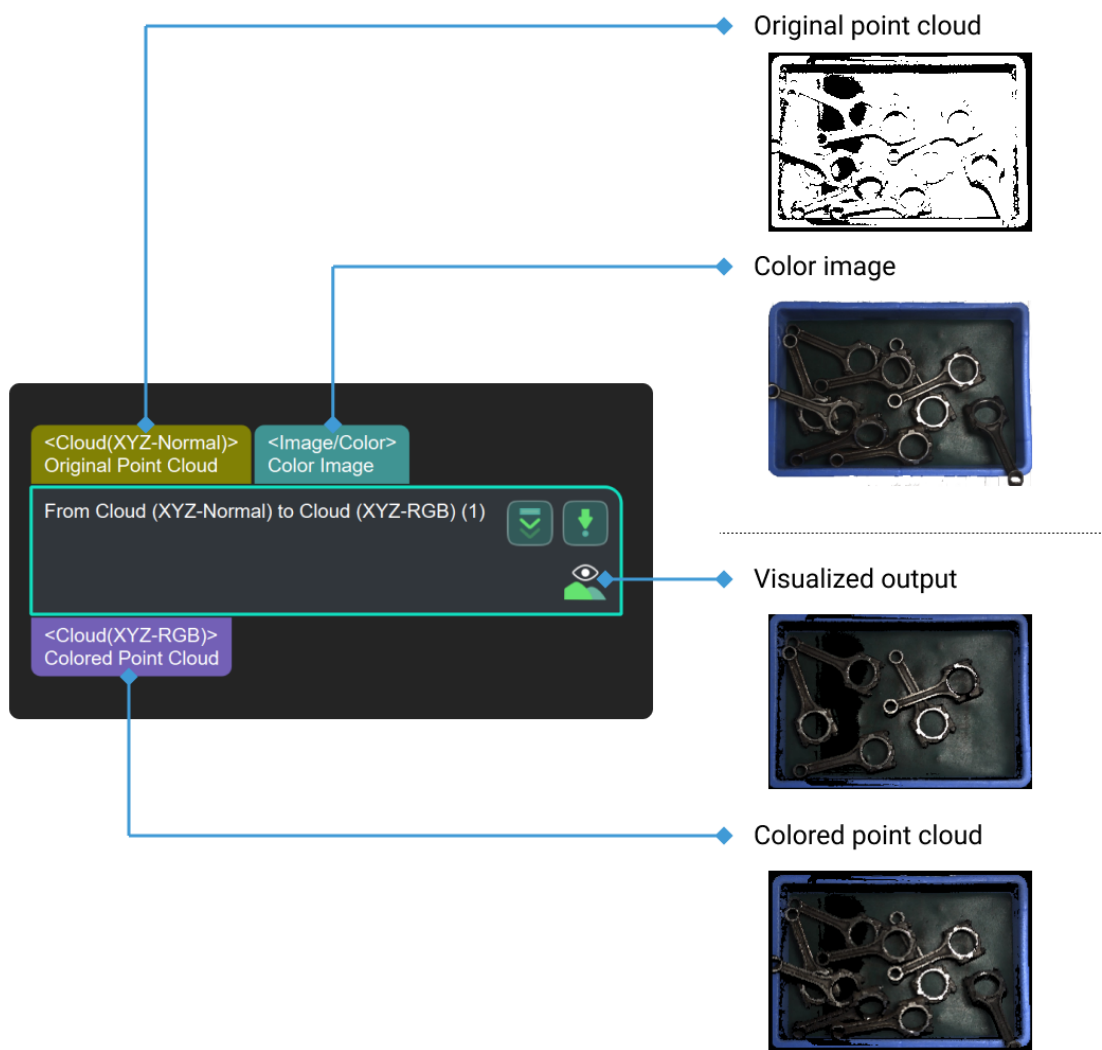 Original point cloud
Color image
<Cloud(XYZ-Normal)>
Original Point Cloud
<Image/Color>
Color Image
From Cloud (XYZ-Normal) to Cloud (XYZ-RGB) (1)
Visualized output
<Cloud(XYZ-RGB)>
Colored Point Cloud
Colored point cloud